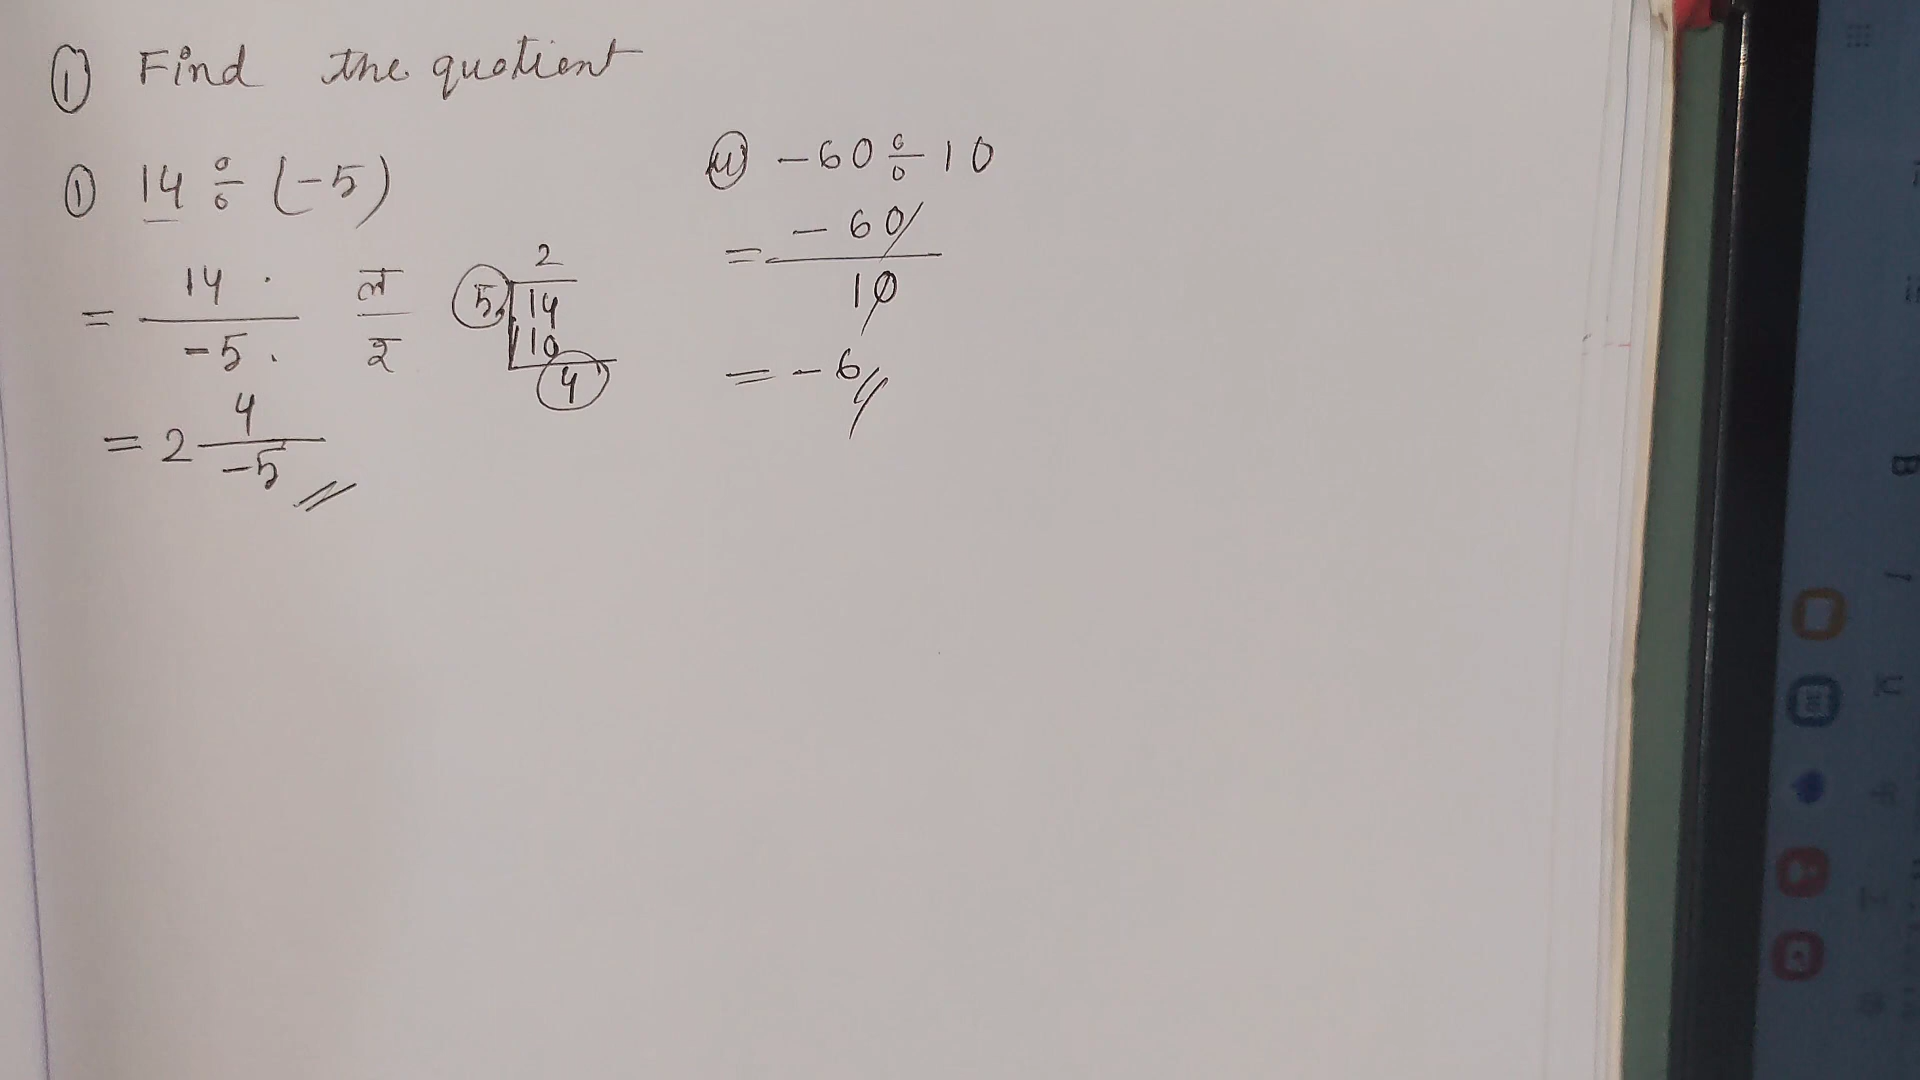 ① Find the quotient
① 14 ÷ (-5)
= 14 / -5
ल / र
2
5 14
10
4
= 2 4/-5
-60 ÷ 10
= -60 / 10
= -6
B
U